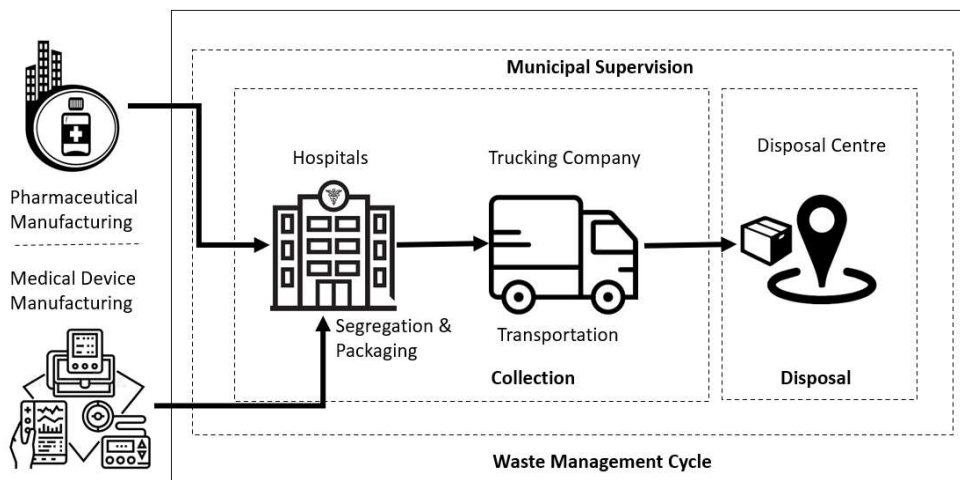 Municipal Supervision
Hospitals
Trucking Company
Disposal Centre
Pharmaceutical
Manufacturing
Medical Device
Manufacturing
Segregation &
Packaging
Transportation
Collection
Disposal
Waste Management Cycle